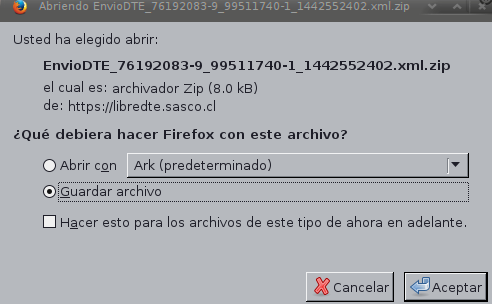 Abriendo EnvioDTE_76192083-9_99511740-1_1442552402.xml.zip
Usted ha elegido abrir:
EnvioDTE_76192083-9_99511740-1_1442552402.xml.zip
el cual es: archivador Zip (8.0 kB)
de: https://libredte.sasco.cl
¿Qué debiera hacer Firefox con este archivo?
Abrir con Ark (predeterminado)
Guardar archivo
Hacer esto para los archivos de este tipo de ahora en adelante.
Cancelar Aceptar